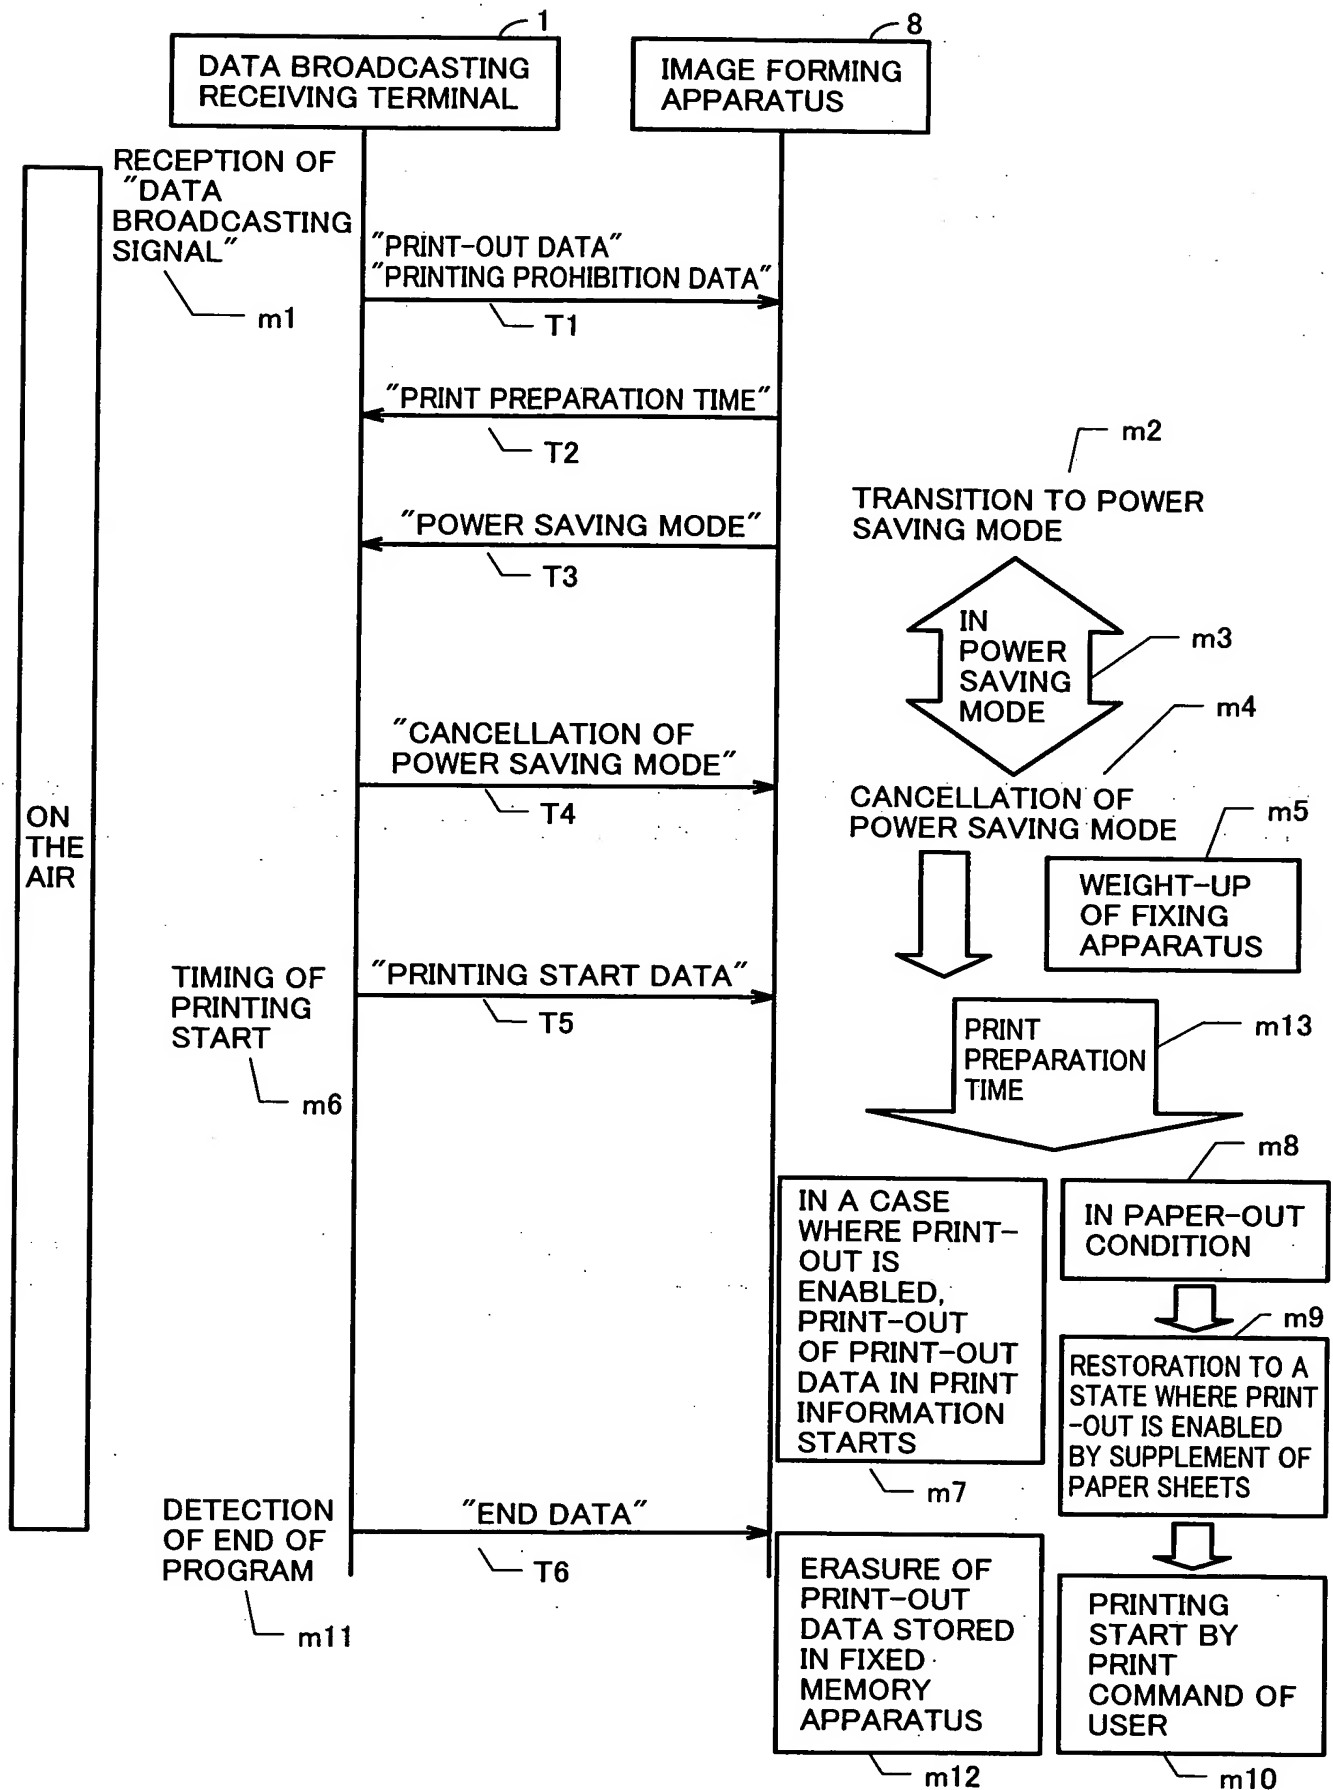 1
8
DATA BROADCASTING
RECEIVING TERMINAL
IMAGE FORMING
APPARATUS
RECEPTION OF
"DATA
BROADCASTING
SIGNAL"
m1
"PRINT-OUT DATA"
"PRINTING PROHIBITION DATA"
T1
"PRINT PREPARATION TIME"
T2
m2
TRANSITION TO POWER
SAVING MODE
"POWER SAVING MODE"
T3
IN
POWER
SAVING
MODE
m3
m4
"CANCELLATION OF
POWER SAVING MODE"
T4
CANCELLATION OF
POWER SAVING MODE
ON
THE
AIR
m5
WEIGHT-UP
OF FIXING
APPARATUS
TIMING OF
PRINTING
START
m6
"PRINTING START DATA"
T5
PRINT
PREPARATION
TIME
m13
m8
IN A CASE
WHERE PRINT-
OUT IS
ENABLED,
PRINT-OUT
OF PRINT-OUT
DATA IN PRINT
INFORMATION
STARTS
m7
IN PAPER-OUT
CONDITION
m9
RESTORATION TO A
STATE WHERE PRINT
-OUT IS ENABLED
BY SUPPLEMENT OF
PAPER SHEETS
DETECTION
OF END OF
PROGRAM
m11
"END DATA"
T6
ERASURE OF
PRINT-OUT
DATA STORED
IN FIXED
MEMORY
APPARATUS
m12
PRINTING
START BY
PRINT
COMMAND OF
USER
m10